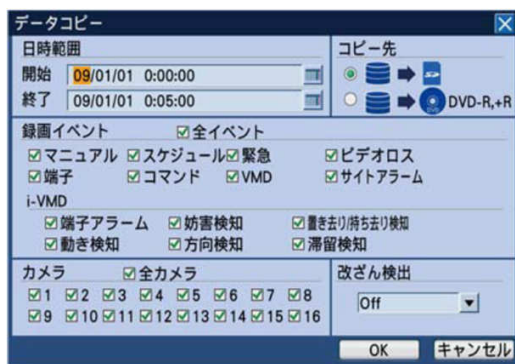 データコピー
日時範囲
コピー先
開始 09/01/01 0:00:00
終了 09/01/01 0:05:00
DVD-R,+R
録画イベント 全イベント
マニュアル スケジュール 緊急 ビデオロス
端子 コマンド VMD サイトアラーム
i-VMD
端子アラーム 妨害検知 置き去り/持ち去り検知
動き検知 方向検知 滞留検知
カメラ 全カメラ
1 2 3 4 5 6 7 8
9 10 11 12 13 14 15 16
改ざん検出
Off
OK キャンセル